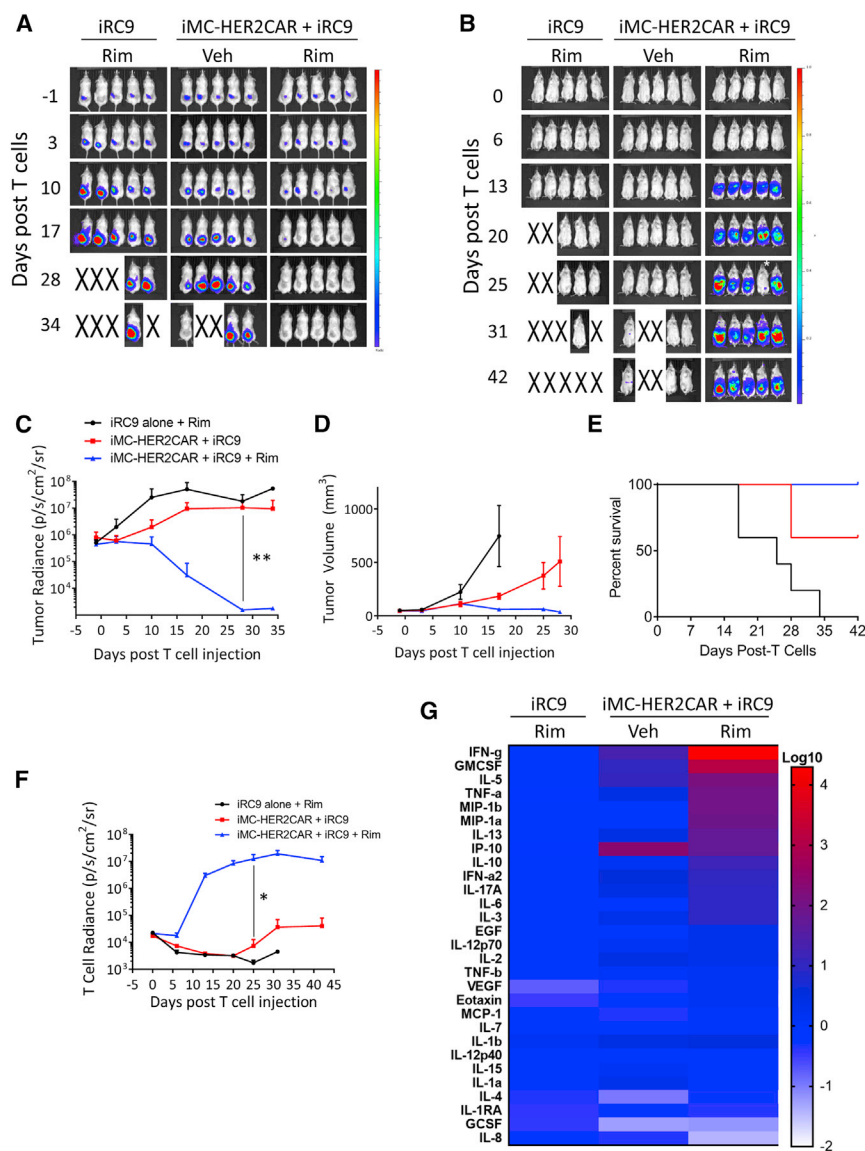 A
iRC9
iMC-HER2CAR + iRC9
Rim
Veh
Rim
Days post T cells
-1
3
10
17
28
XXX
34
XXX
X
XX
B
iRC9
iMC-HER2CAR + iRC9
Rim
Veh
Rim
Days post T cells
0
6
13
20
XX
25
XX
*
31
XXX
X
XX
42
XXXXX
XX
C
iRC9 alone + Rim
iMC-HER2CAR + iRC9
iMC-HER2CAR + iRC9 + Rim
Tumor Radiance (p/s/cm²/sr)
10⁸
10⁷
10⁶
10⁵
10⁴
**
-5 0 5 10 15 20 25 30 35
Days post T cell injection
D
Tumor Volume (mm³)
1000
500
0
-5 0 5 10 15 20 25 30
Days post T cell injection
E
Percent survival
100
50
0
0 7 14 21 28 35 42
Days Post-T Cells
F
iRC9 alone + Rim
iMC-HER2CAR + iRC9
iMC-HER2CAR + iRC9 + Rim
T Cell Radiance (p/s/cm²/sr)
10⁸
10⁷
10⁶
10⁵
10⁴
10³
*
-5 0 5 10 15 20 25 30 35 40 45
Days post T cell injection
G
iRC9
iMC-HER2CAR + iRC9
Rim
Veh
Rim
Log10
IFN-g
GMCSF
IL-5
TNF-a
MIP-1b
MIP-1a
IL-13
IP-10
IL-10
IFN-a2
IL-17A
IL-6
IL-3
EGF
IL-12p70
IL-2
TNF-b
VEGF
Eotaxin
MCP-1
IL-7
IL-1b
IL-12p40
IL-15
IL-1a
IL-4
IL-1RA
GCSF
IL-8
4
3
2
1
0
-1
-2